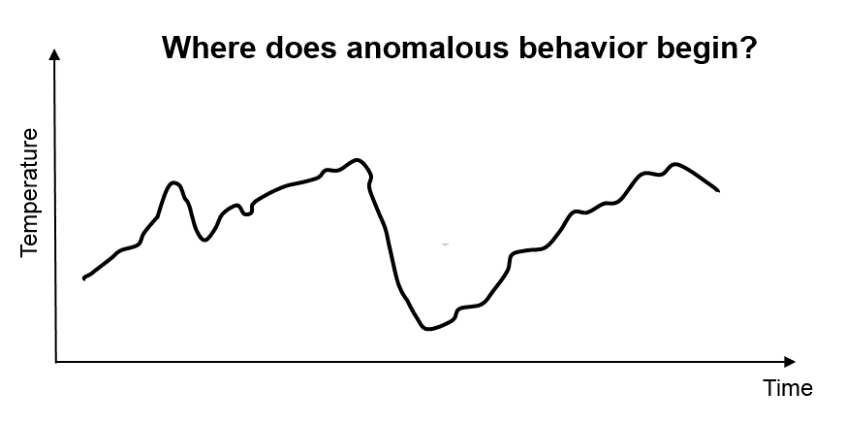 Where does anomalous behavior begin?
Temperature
Time